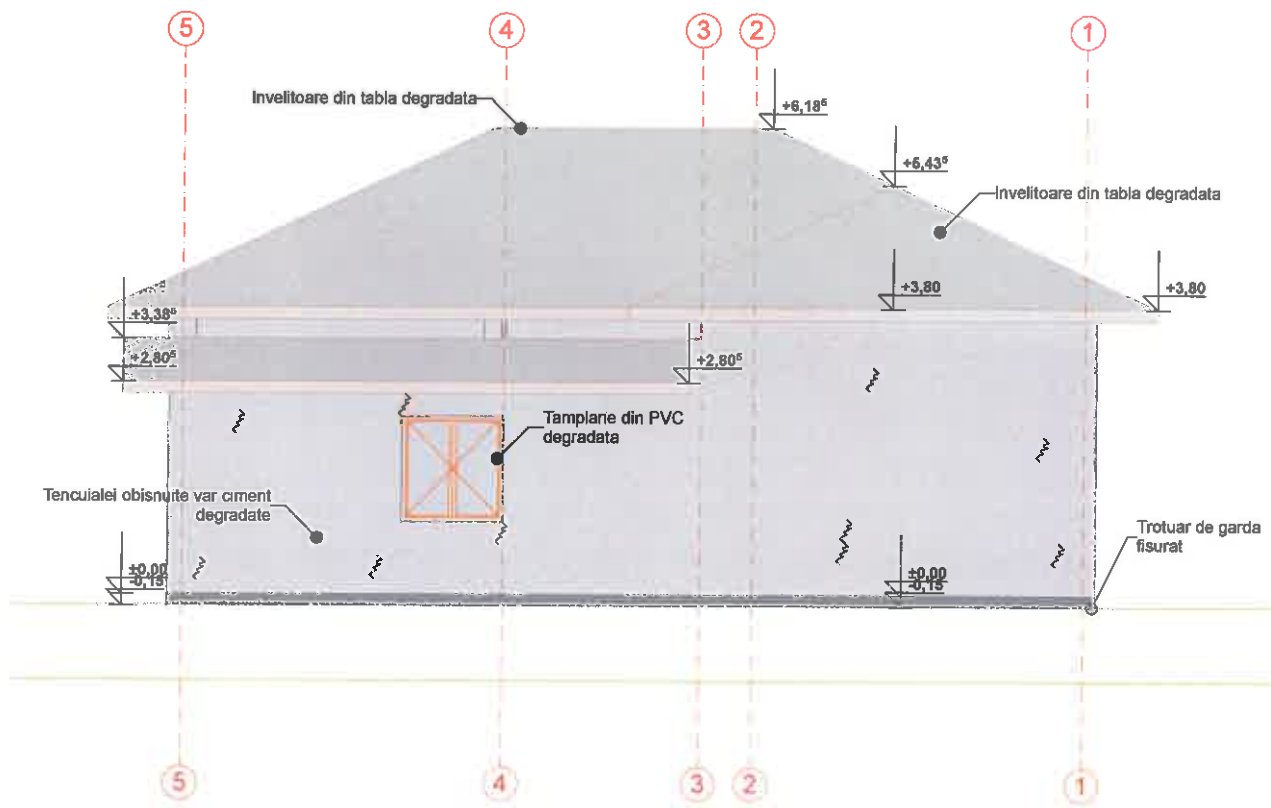 5 4 3 2 1
Invelitoare din tabla degradata
+6,18⁵
+5,43⁵
Invelitoare din tabla degradata
+3,80
+3,80
+3,38⁵
+2,80⁵
+2,80⁵
Tamplarie din PVC
degradata
Tencuialei obisnuite var ciment
degradate
Trotuar de garda
fisurat
±0,00
-0,15
±0,00
-0,15
5 4 3 2 1